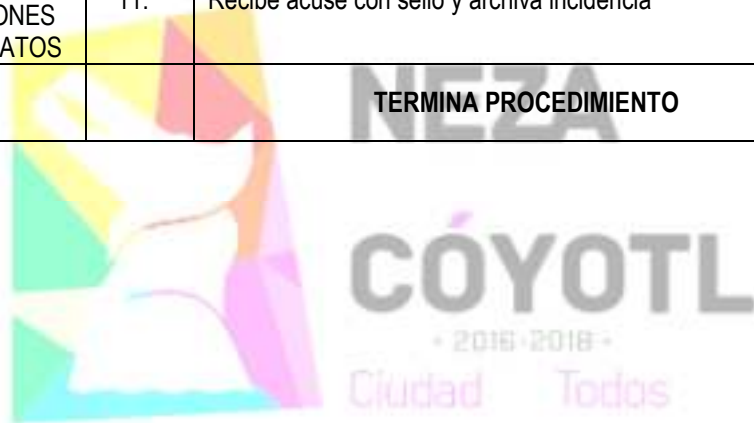 ONES
ATOS
11. Recibe acuse con sello y archiva incidencia
TERMINA PROCEDIMIENTO
NEZA
CÓYOTL
- 2016-2018 -
Ciudad Todos